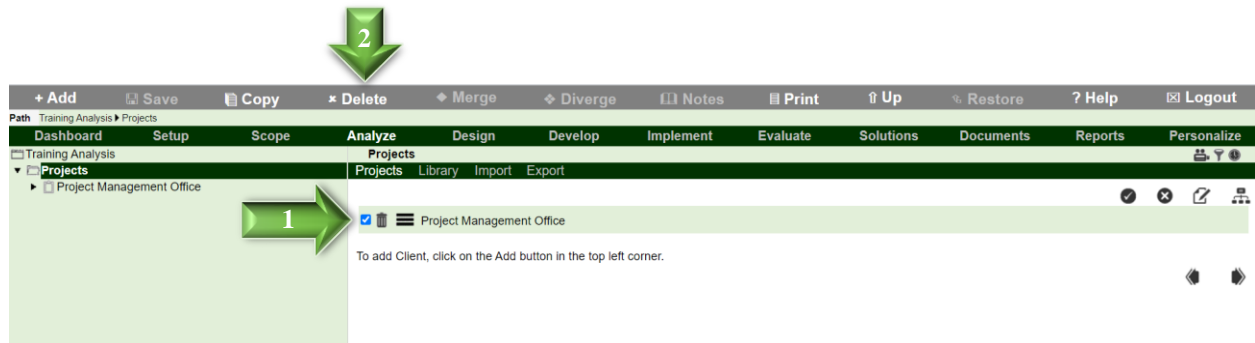 2
+ Add Save Copy × Delete Merge Diverge Notes Print Up Restore ? Help Logout
Path Training Analysis Projects
Dashboard Setup Scope Analyze Design Develop Implement Evaluate Solutions Documents Reports Personalize
Training Analysis Projects
Projects Projects Library Import Export
Project Management Office
1 Project Management Office
To add Client, click on the Add button in the top left corner.